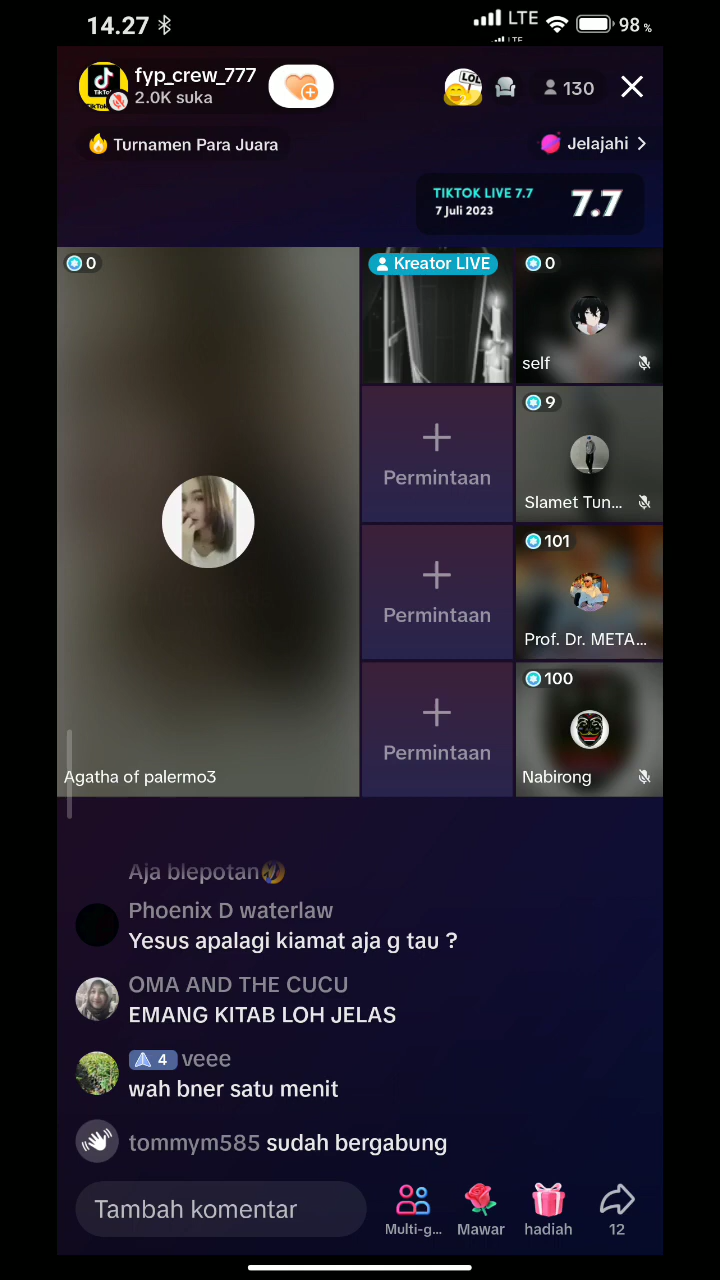 14.27
LTE
98 %
LTE
fyp_crew_777
2.0K suka
LOL
130
Turnamen Para Juara
Jelajahi
TIKTOK LIVE 7.7
7 Juli 2023
7.7
0
Kreator LIVE
0
self
9
Permintaan
Slamet Tun...
101
Permintaan
Prof. Dr. META...
100
Permintaan
Nabirong
Agatha of palermo3
Aja blepotan🤣
Phoenix D waterlaw
Yesus apalagi kiamat aja g tau ?
OMA AND THE CUCU
EMANG KITAB LOH JELAS
4 veee
wah bner satu menit
tommym585 sudah bergabung
Tambah komentar
Multi-g...
Mawar
hadiah
12